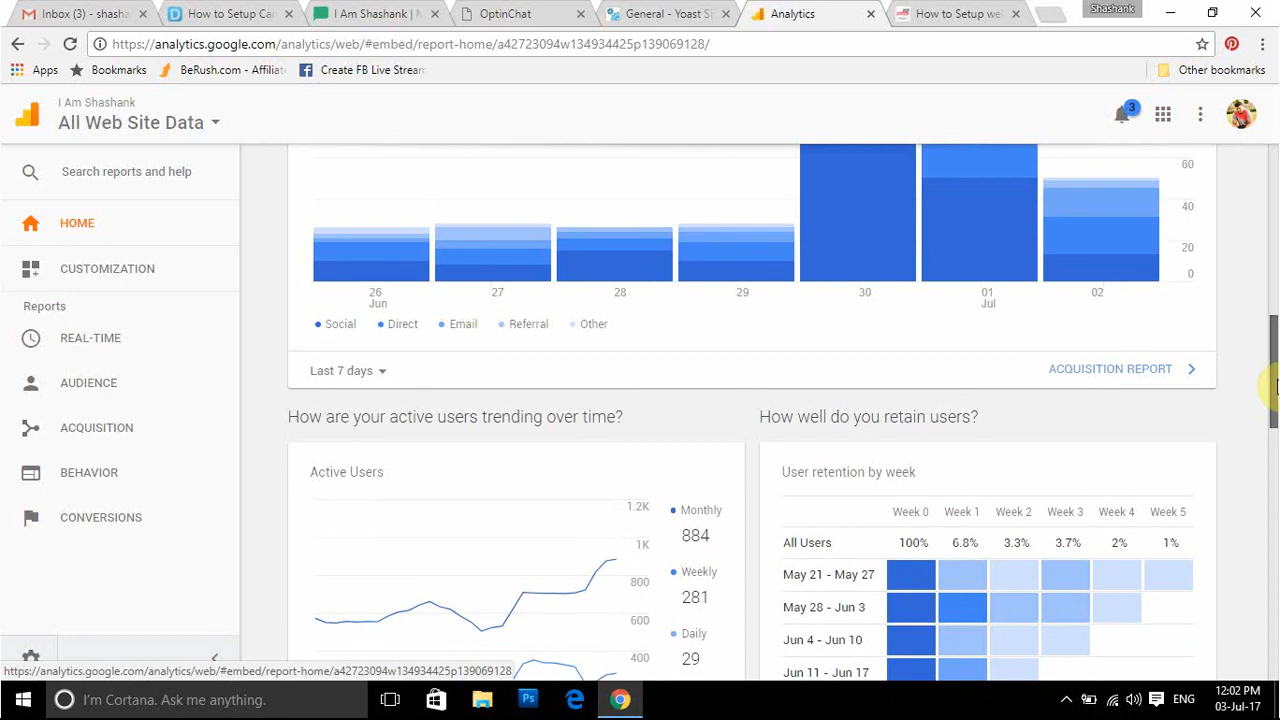 Inbox (3) - shasha
How to Setup Car
I Am Shashank | M
OptinChat
General - Yoast SE
Analytics
How to Setup we
Shashank
https://analytics.google.com/analytics/web/#embed/report-home/a42723094w134934425p139069128/
Apps
Bookmarks
BeRush.com - Affiliat
Create FB Live Stream
Other bookmarks
I Am Shashank
All Web Site Data
3
Search reports and help
HOME
CUSTOMIZATION
Reports
REAL-TIME
AUDIENCE
ACQUISITION
BEHAVIOR
CONVERSIONS
60
40
20
0
26 27 28 29 30 01 02
Jun Jul
Social Direct Email Referral Other
Last 7 days
ACQUISITION REPORT
How are your active users trending over time?
Active Users
1.2K
1K
800
600
400
Monthly
884
Weekly
281
Daily
29
How well do you retain users?
User retention by week
Week 0 Week 1 Week 2 Week 3 Week 4 Week 5
All Users 100% 6.8% 3.3% 3.7% 2% 1%
May 21 - May 27
May 28 - Jun 3
Jun 4 - Jun 10
Jun 11 - Jun 17
https://analytics.google.com/analytics/web/#embed/report-home/a42723094w134934425p139069128
I'm Cortana. Ask me anything.
ENG
12:02 PM
03-Jul-17